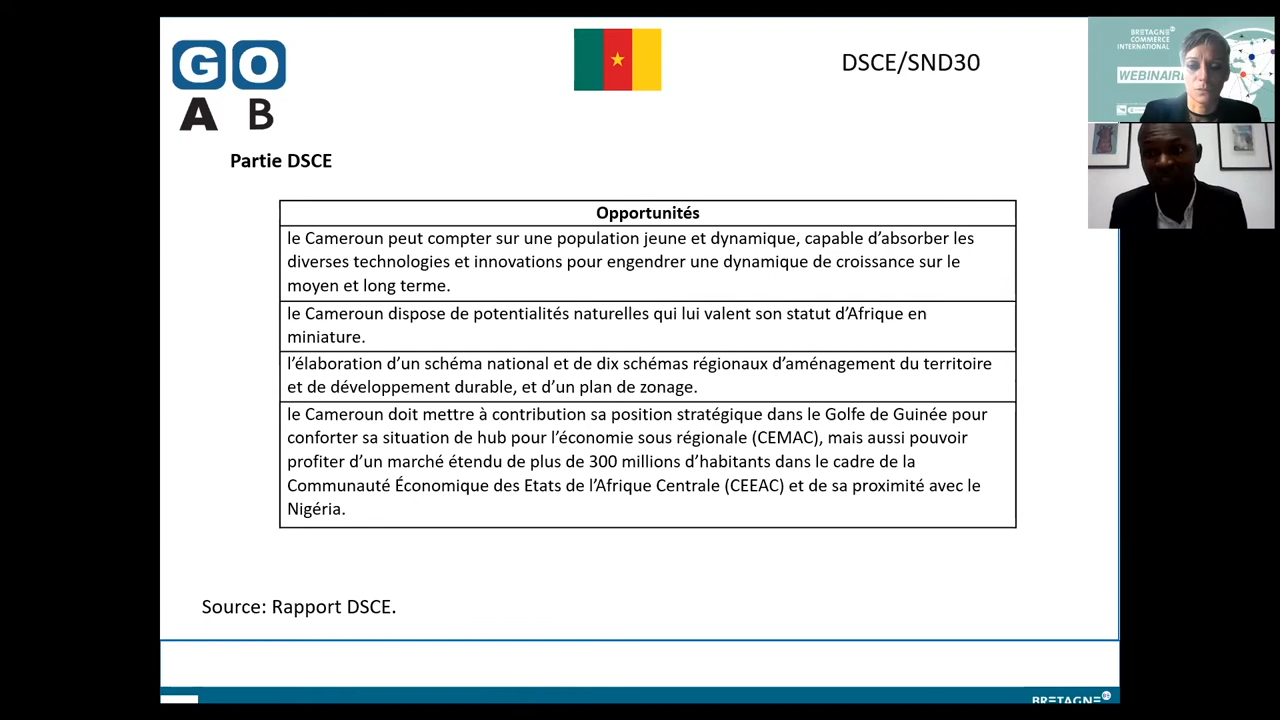 GO
A B
DSCE/SND30
BRETAGNE
COMMERCE
INTERNATIONAL
WEBINAIRE
Partie DSCE
Opportunités
le Cameroun peut compter sur une population jeune et dynamique, capable d’absorber les
diverses technologies et innovations pour engendrer une dynamique de croissance sur le
moyen et long terme.
le Cameroun dispose de potentialités naturelles qui lui valent son statut d’Afrique en
miniature.
l’élaboration d’un schéma national et de dix schémas régionaux d’aménagement du territoire
et de développement durable, et d’un plan de zonage.
le Cameroun doit mettre à contribution sa position stratégique dans le Golfe de Guinée pour
conforter sa situation de hub pour l’économie sous régionale (CEMAC), mais aussi pouvoir
profiter d’un marché étendu de plus de 300 millions d’habitants dans le cadre de la
Communauté Économique des Etats de l’Afrique Centrale (CEEAC) et de sa proximité avec le
Nigéria.
Source: Rapport DSCE.
BRETAGNE